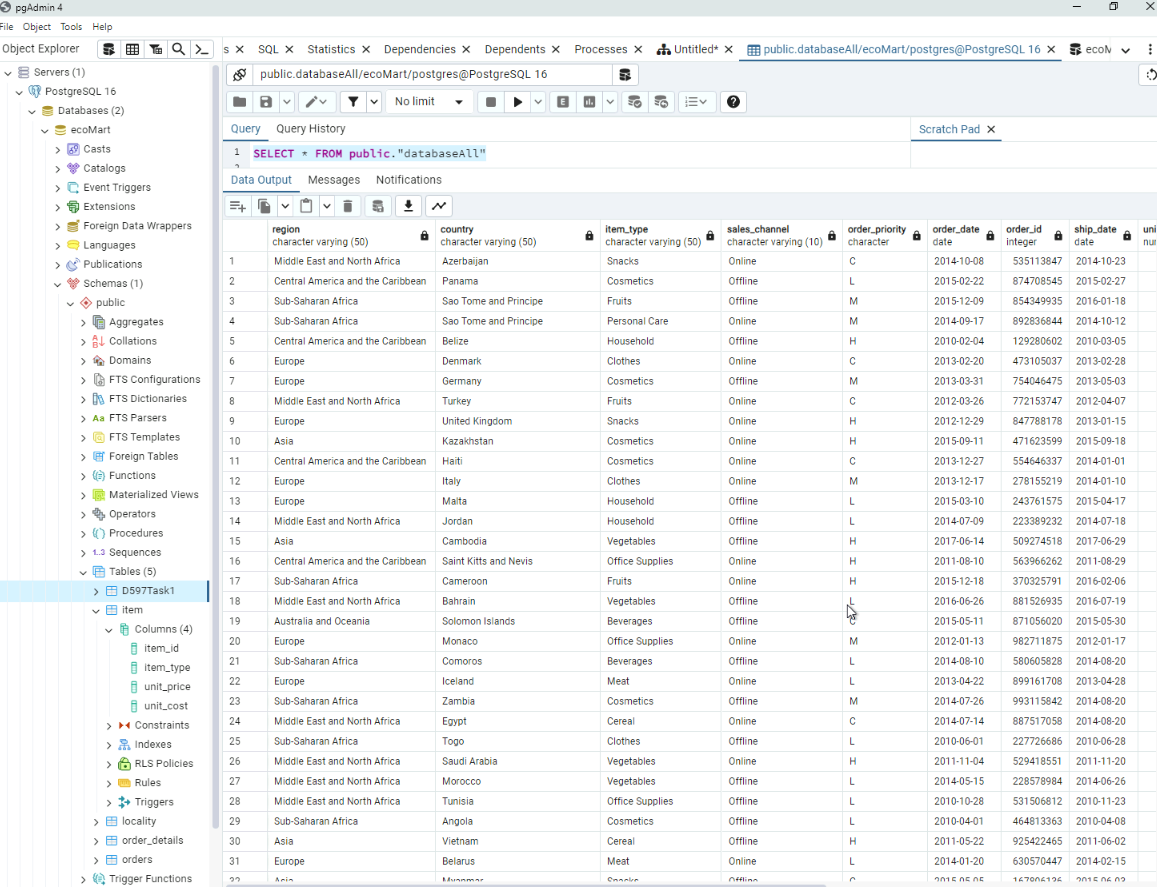 pgAdmin 4
File Object Tools Help
Object Explorer
s SQL Statistics Dependencies Dependents Processes Untitled* public.databaseAll/ecoMart/postgres@PostgreSQL 16 ecoM
Servers (1)
PostgreSQL 16
Databases (2)
ecoMart
Casts
Catalogs
Event Triggers
Extensions
Foreign Data Wrappers
Languages
Publications
Schemas (1)
public
Aggregates
Collations
Domains
FTS Configurations
FTS Dictionaries
Aa FTS Parsers
FTS Templates
Foreign Tables
Functions
Materialized Views
Operators
Procedures
1..3 Sequences
Tables (5)
D597Task1
item
Columns (4)
item_id
item_type
unit_price
unit_cost
Constraints
Indexes
RLS Policies
Rules
Triggers
locality
order_details
orders
Trigger Functions
public.databaseAll/ecoMart/postgres@PostgreSQL 16
No limit E
Query Query History
Scratch Pad
1 SELECT * FROM public."databaseAll"
2
Data Output Messages Notifications
region country item_type sales_channel order_priority order_date order_id ship_date uni
character varying (50) character varying (50) character varying (50) character varying (10) character date integer date nu
1 Middle East and North Africa Azerbaijan Snacks Online C 2014-10-08 535113847 2014-10-23
2 Central America and the Caribbean Panama Cosmetics Offline L 2015-02-22 874708545 2015-02-27
3 Sub-Saharan Africa Sao Tome and Principe Fruits Offline M 2015-12-09 854349935 2016-01-18
4 Sub-Saharan Africa Sao Tome and Principe Personal Care Online M 2014-09-17 892836844 2014-10-12
5 Central America and the Caribbean Belize Household Offline H 2010-02-04 129280602 2010-03-05
6 Europe Denmark Clothes Online C 2013-02-20 473105037 2013-02-28
7 Europe Germany Cosmetics Offline M 2013-03-31 754046475 2013-05-03
8 Middle East and North Africa Turkey Fruits Online C 2012-03-26 772153747 2012-04-07
9 Europe United Kingdom Snacks Online H 2012-12-29 847788178 2013-01-15
10 Asia Kazakhstan Cosmetics Online H 2015-09-11 471623599 2015-09-18
11 Central America and the Caribbean Haiti Cosmetics Online C 2013-12-27 554646337 2014-01-01
12 Europe Italy Clothes Online M 2013-12-17 278155219 2014-01-10
13 Europe Malta Household Offline L 2015-03-10 243761575 2015-04-17
14 Middle East and North Africa Jordan Household Offline L 2014-07-09 223389232 2014-07-18
15 Asia Cambodia Vegetables Offline H 2017-06-14 509274518 2017-06-29
16 Central America and the Caribbean Saint Kitts and Nevis Office Supplies Online H 2011-08-10 563966262 2011-08-29
17 Sub-Saharan Africa Cameroon Fruits Online H 2015-12-18 370325791 2016-02-06
18 Middle East and North Africa Bahrain Vegetables Offline L 2016-06-26 881526935 2016-07-19
19 Australia and Oceania Solomon Islands Beverages Offline C 2015-05-11 871056020 2015-05-30
20 Europe Monaco Office Supplies Online M 2012-01-13 982711875 2012-01-17
21 Sub-Saharan Africa Comoros Beverages Offline L 2014-08-10 580605828 2014-08-20
22 Europe Iceland Meat Online L 2013-04-22 899161708 2013-04-28
23 Sub-Saharan Africa Zambia Cosmetics Offline M 2014-07-26 993115842 2014-08-20
24 Middle East and North Africa Egypt Cereal Online C 2014-07-14 887517058 2014-08-20
25 Sub-Saharan Africa Togo Clothes Offline L 2010-06-01 227726686 2010-06-28
26 Middle East and North Africa Saudi Arabia Vegetables Online H 2011-11-04 529418551 2011-11-20
27 Middle East and North Africa Morocco Vegetables Offline L 2014-05-15 228578984 2014-06-26
28 Middle East and North Africa Tunisia Office Supplies Offline L 2010-10-28 531506812 2010-11-23
29 Sub-Saharan Africa Angola Cosmetics Offline L 2010-04-01 464813363 2010-04-08
30 Asia Vietnam Cereal Offline H 2011-05-22 925422465 2011-06-02
31 Europe Belarus Meat Online L 2014-01-20 630570447 2014-02-15
32 Asia Myanmar Snacks Offline C 2015-05-05 167806136 2015-06-03